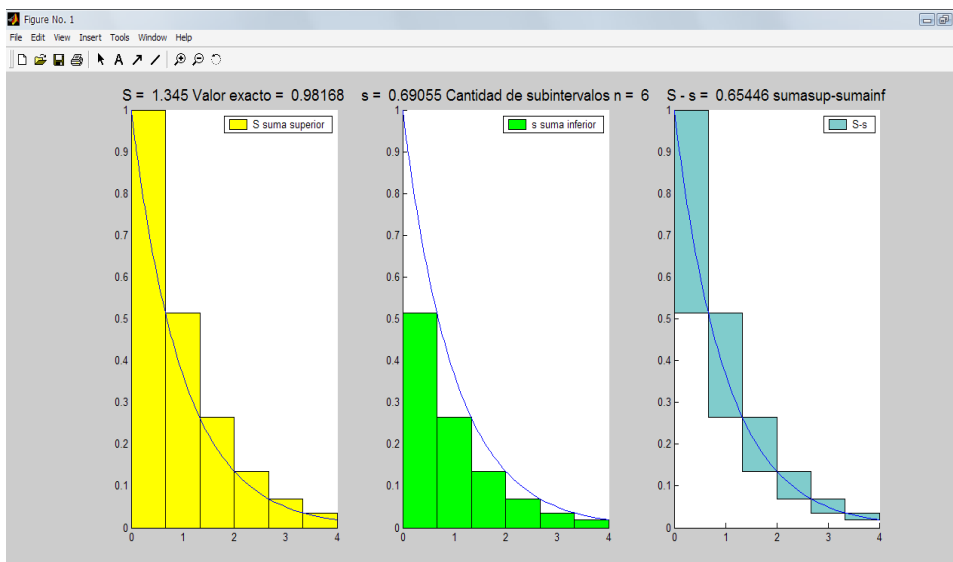 Figure No. 1
File Edit View Insert Tools Window Help
A
S = 1.345 Valor exacto = 0.98168
s = 0.69055 Cantidad de subintervalos n = 6
S - s = 0.65446 sumasup-sumainf
S suma superior
1
0.9
0.8
0.7
0.6
0.5
0.4
0.3
0.2
0.1
0
0 1 2 3 4
s suma inferior
1
0.9
0.8
0.7
0.6
0.5
0.4
0.3
0.2
0.1
0
0 1 2 3 4
S-s
1
0.9
0.8
0.7
0.6
0.5
0.4
0.3
0.2
0.1
0
0 1 2 3 4